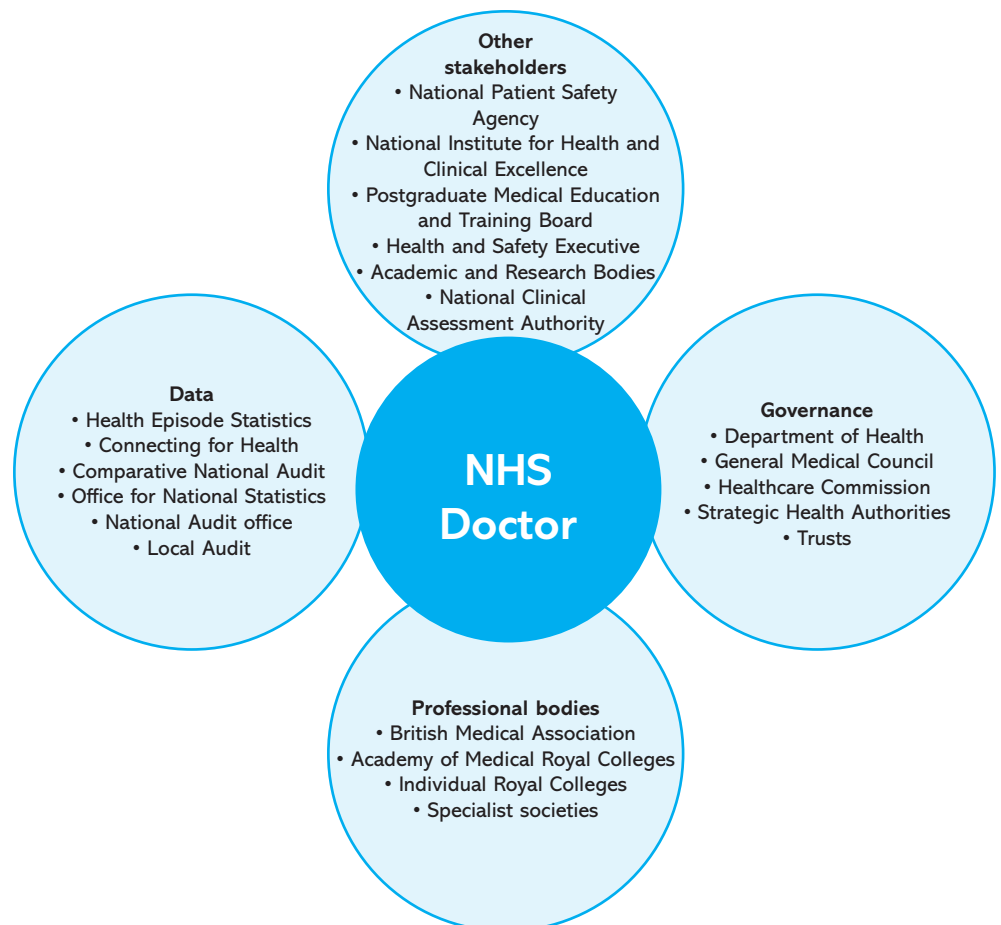 Other
stakeholders
• National Patient Safety
Agency
• National Institute for Health and
Clinical Excellence
• Postgraduate Medical Education
and Training Board
• Health and Safety Executive
• Academic and Research Bodies
• National Clinical
Assessment Authority
Data
• Health Episode Statistics
• Connecting for Health
• Comparative National Audit
• Office for National Statistics
• National Audit office
• Local Audit
NHS
Doctor
Governance
• Department of Health
• General Medical Council
• Healthcare Commission
• Strategic Health Authorities
• Trusts
Professional bodies
• British Medical Association
• Academy of Medical Royal Colleges
• Individual Royal Colleges
• Specialist societies